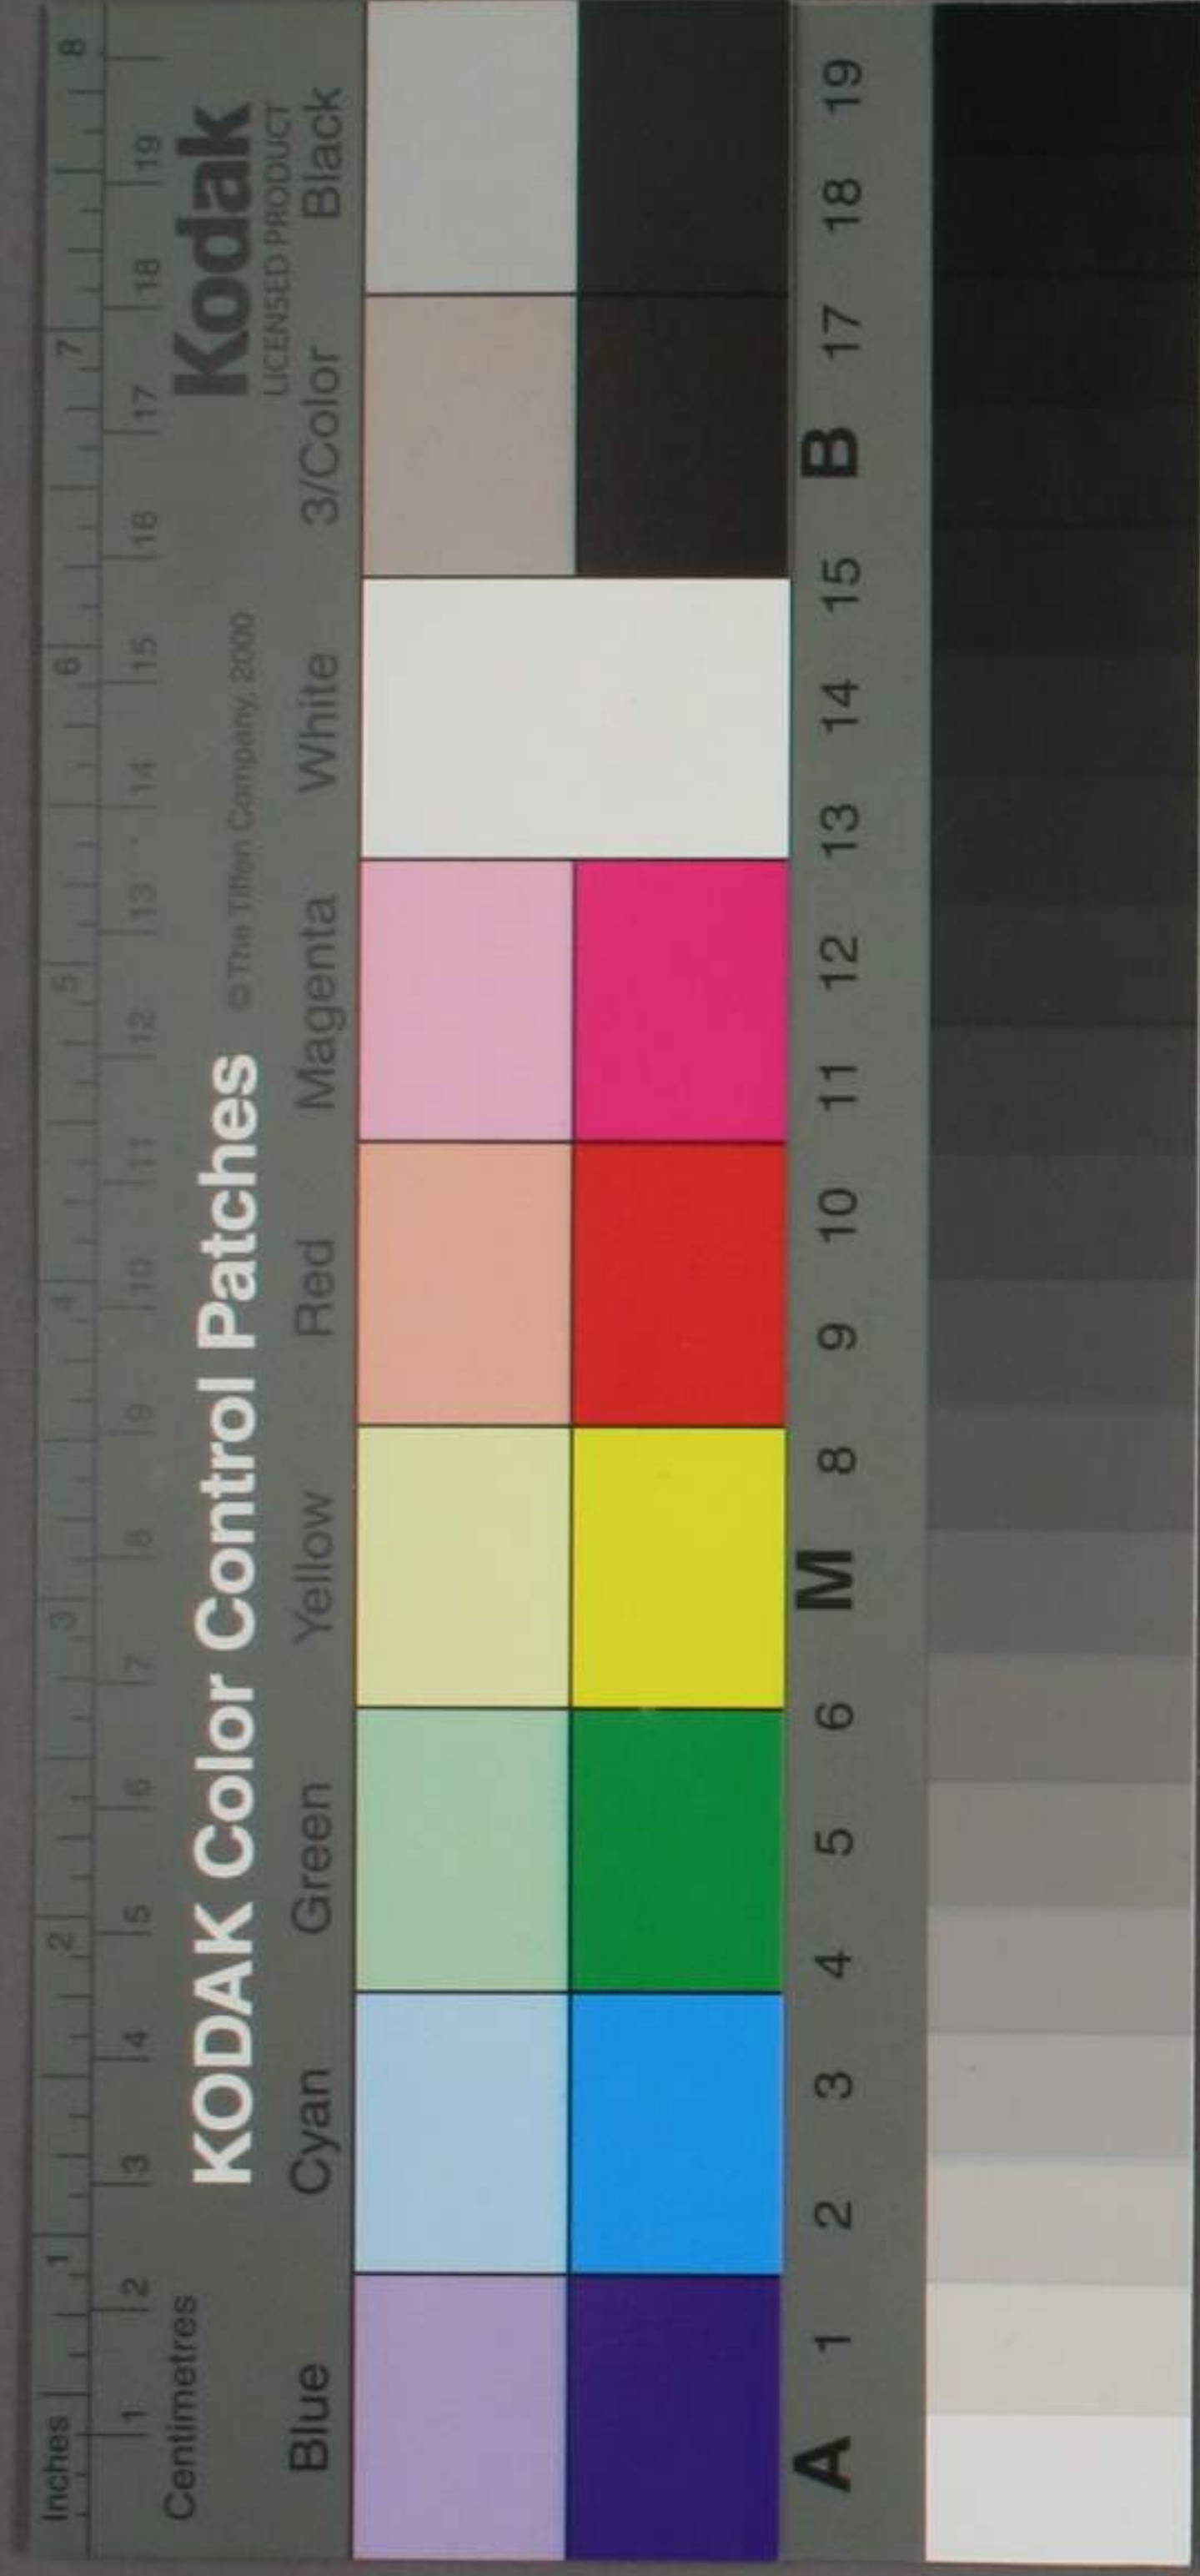 Inches 1 2 3 4 5 6 7 8
1 2 3 4 5 6 7 8 9 10 11 12 13 14 15 16 17 18 19
Centimetres
KODAK Color Control Patches
© The Tiffen Company, 2000
Kodak
LICENSED PRODUCT
Blue Cyan Green Yellow Red Magenta White 3/Color Black
A 1 2 3 4 5 6 M 8 9 10 11 12 13 14 15 B 17 18 19